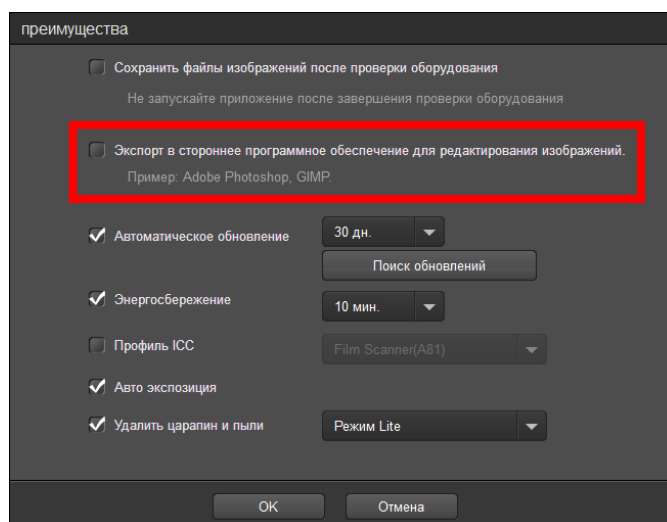 преимущества
Сохранить файлы изображений после проверки оборудования
Не запускайте приложение после завершения проверки оборудования
Экспорт в стороннее программное обеспечение для редактирования изображений.
Пример: Adobe Photoshop, GIMP.
Автоматическое обновление 30 дн.
Поиск обновлений
Энергосбережение 10 мин.
Профиль ICC Film Scanner(A81)
Авто экспозиция
Удалить царапин и пыли Режим Lite
OK Отмена